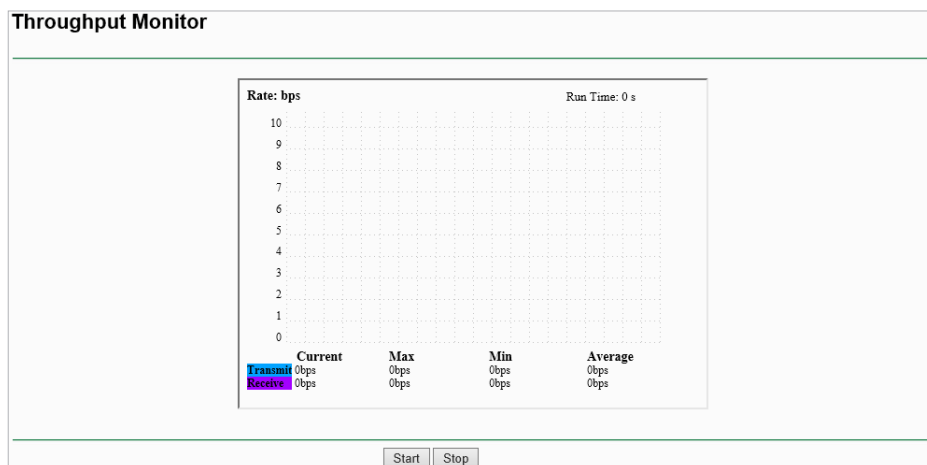 Throughput Monitor
Rate: bps Run Time: 0 s
10
9
8
7
6
5
4
3
2
1
0
Current Max Min Average
Transmit 0bps 0bps 0bps 0bps
Receive 0bps 0bps 0bps 0bps
Start Stop